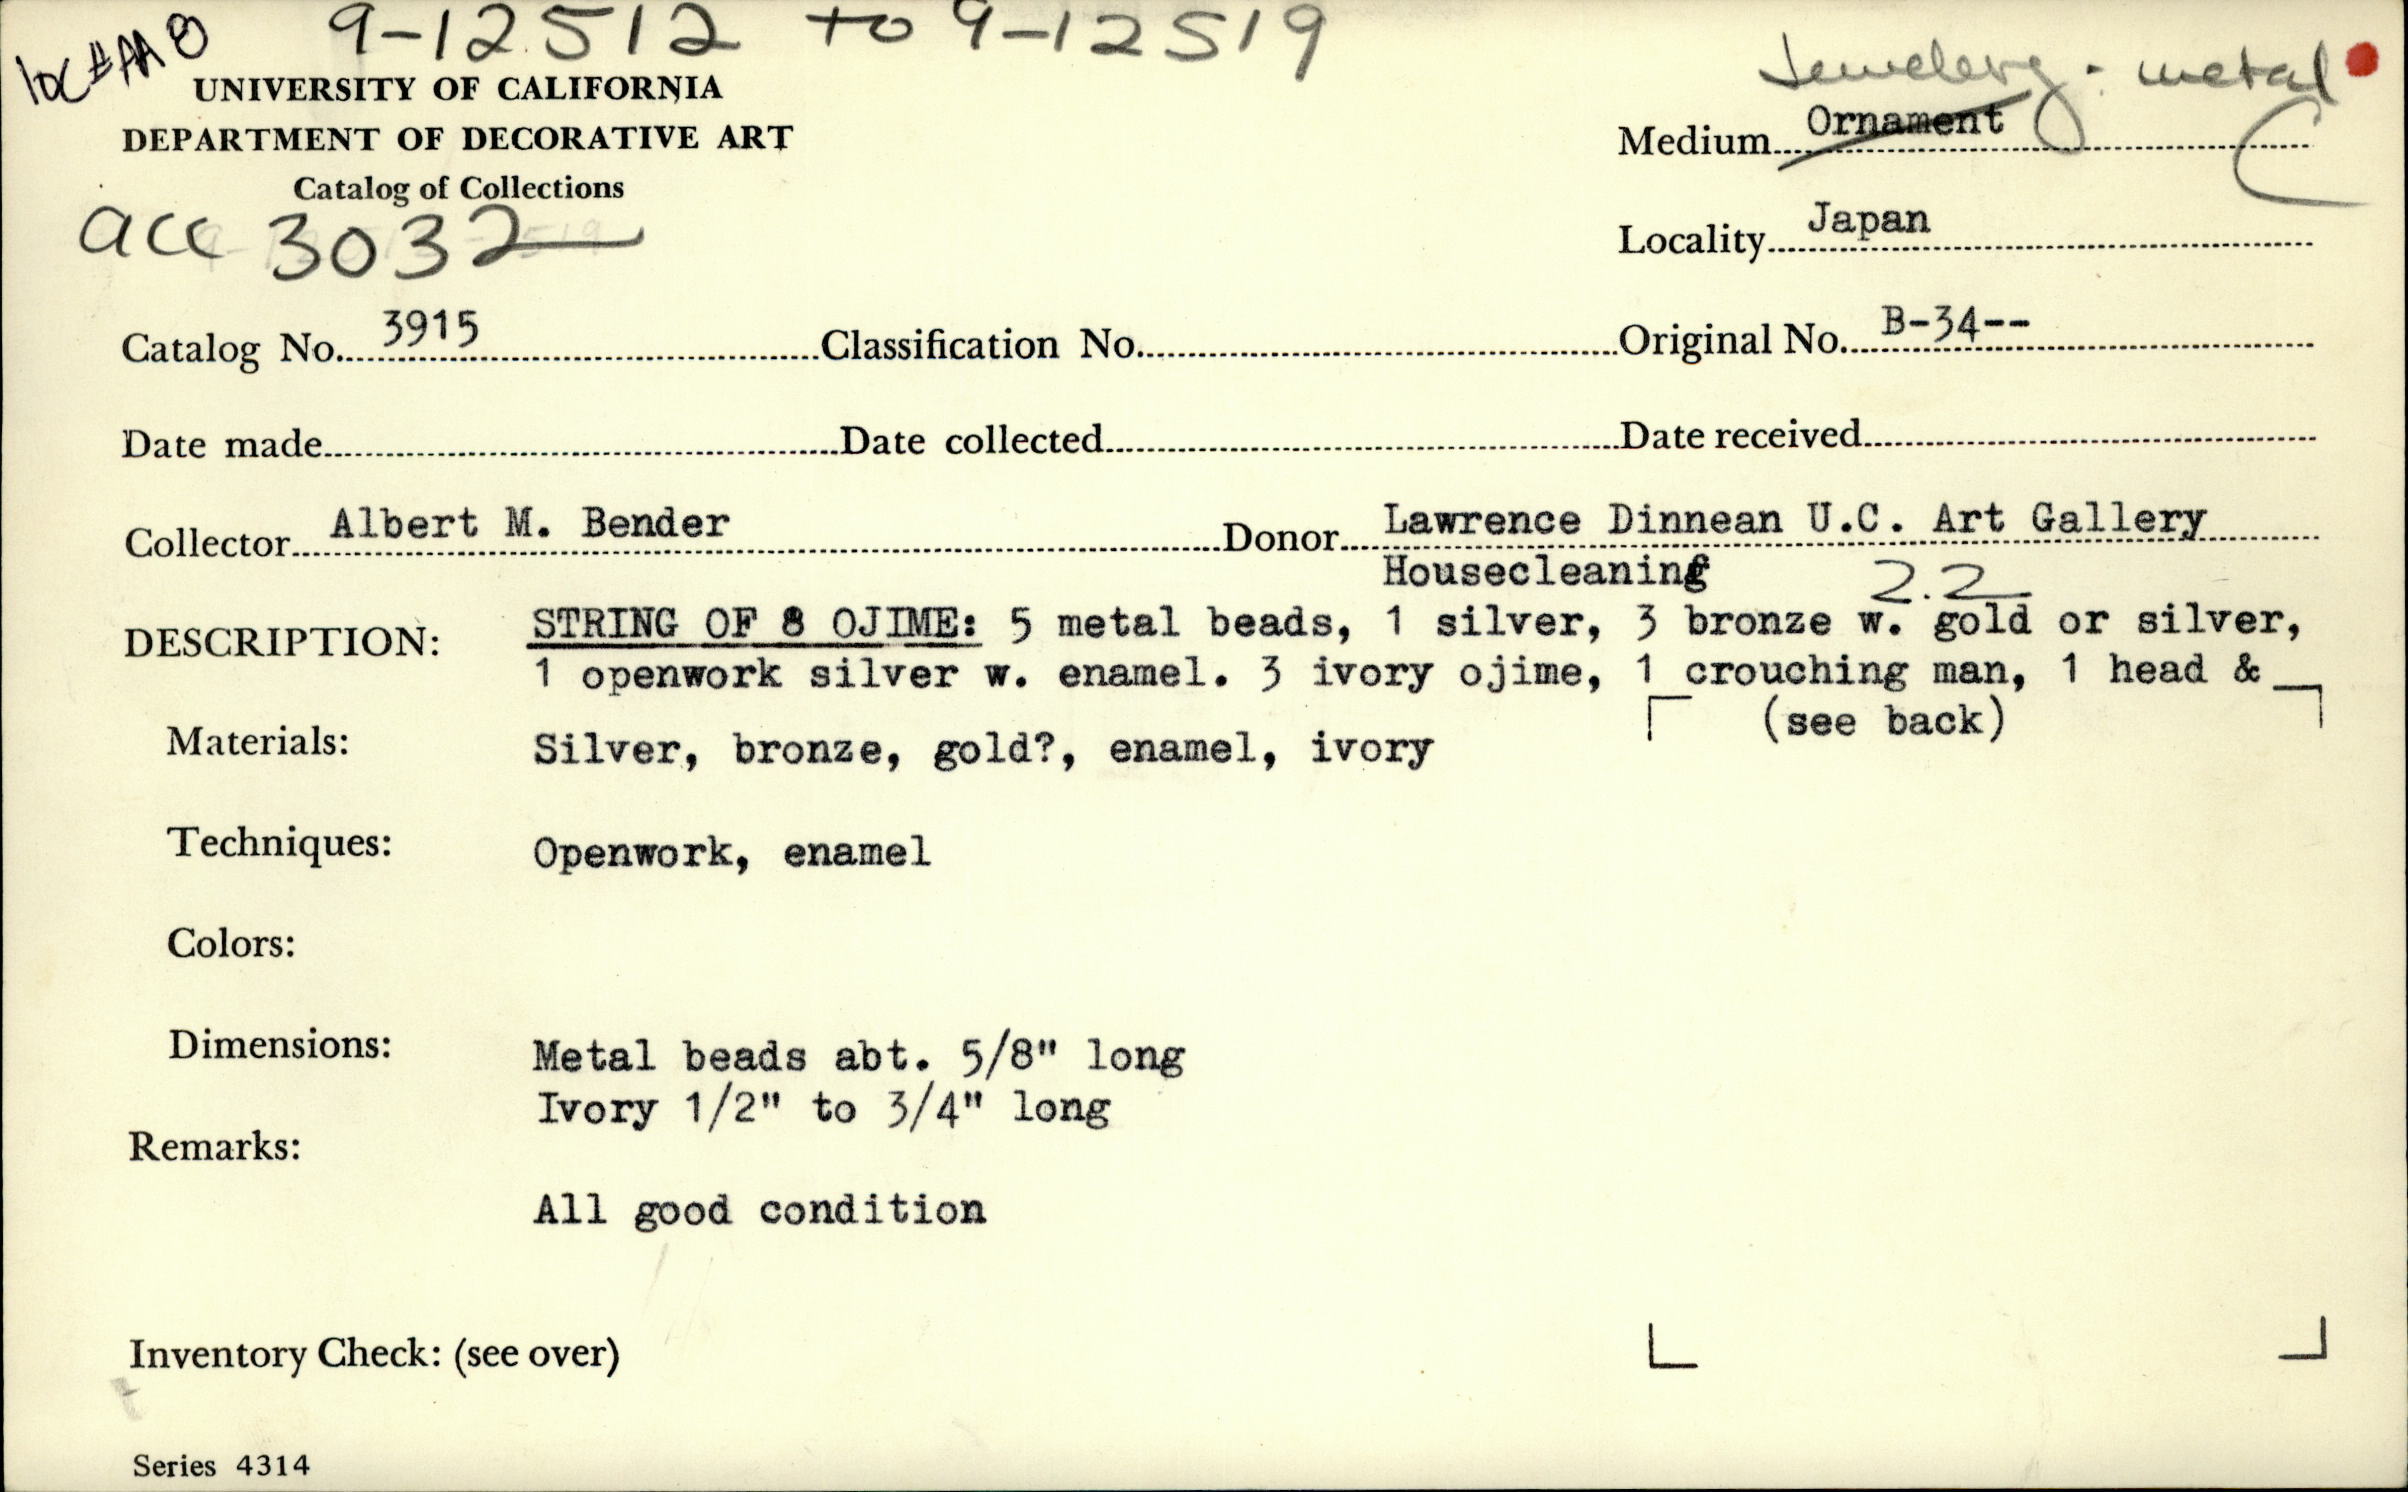 9-12512 to 9-12519
loc #AA 8
Jewelery - metal
UNIVERSITY OF CALIFORNIA
DEPARTMENT OF DECORATIVE ART
Catalog of Collections
Medium Ornament
acc 3032
Locality Japan
Catalog No. 3915 Classification No. Original No. B-34--
Date made Date collected Date received
Collector Albert M. Bender Donor Lawrence Dinnean U.C. Art Gallery
Housecleaning 2.2
DESCRIPTION: STRING OF 8 OJIME: 5 metal beads, 1 silver, 3 bronze w. gold or silver,
1 openwork silver w. enamel. 3 ivory ojime, 1 crouching man, 1 head &
(see back)
Materials: Silver, bronze, gold?, enamel, ivory
Techniques: Openwork, enamel
Colors:
Dimensions: Metal beads abt. 5/8" long
Ivory 1/2" to 3/4" long
Remarks:
All good condition
Inventory Check: (see over)
Series 4314